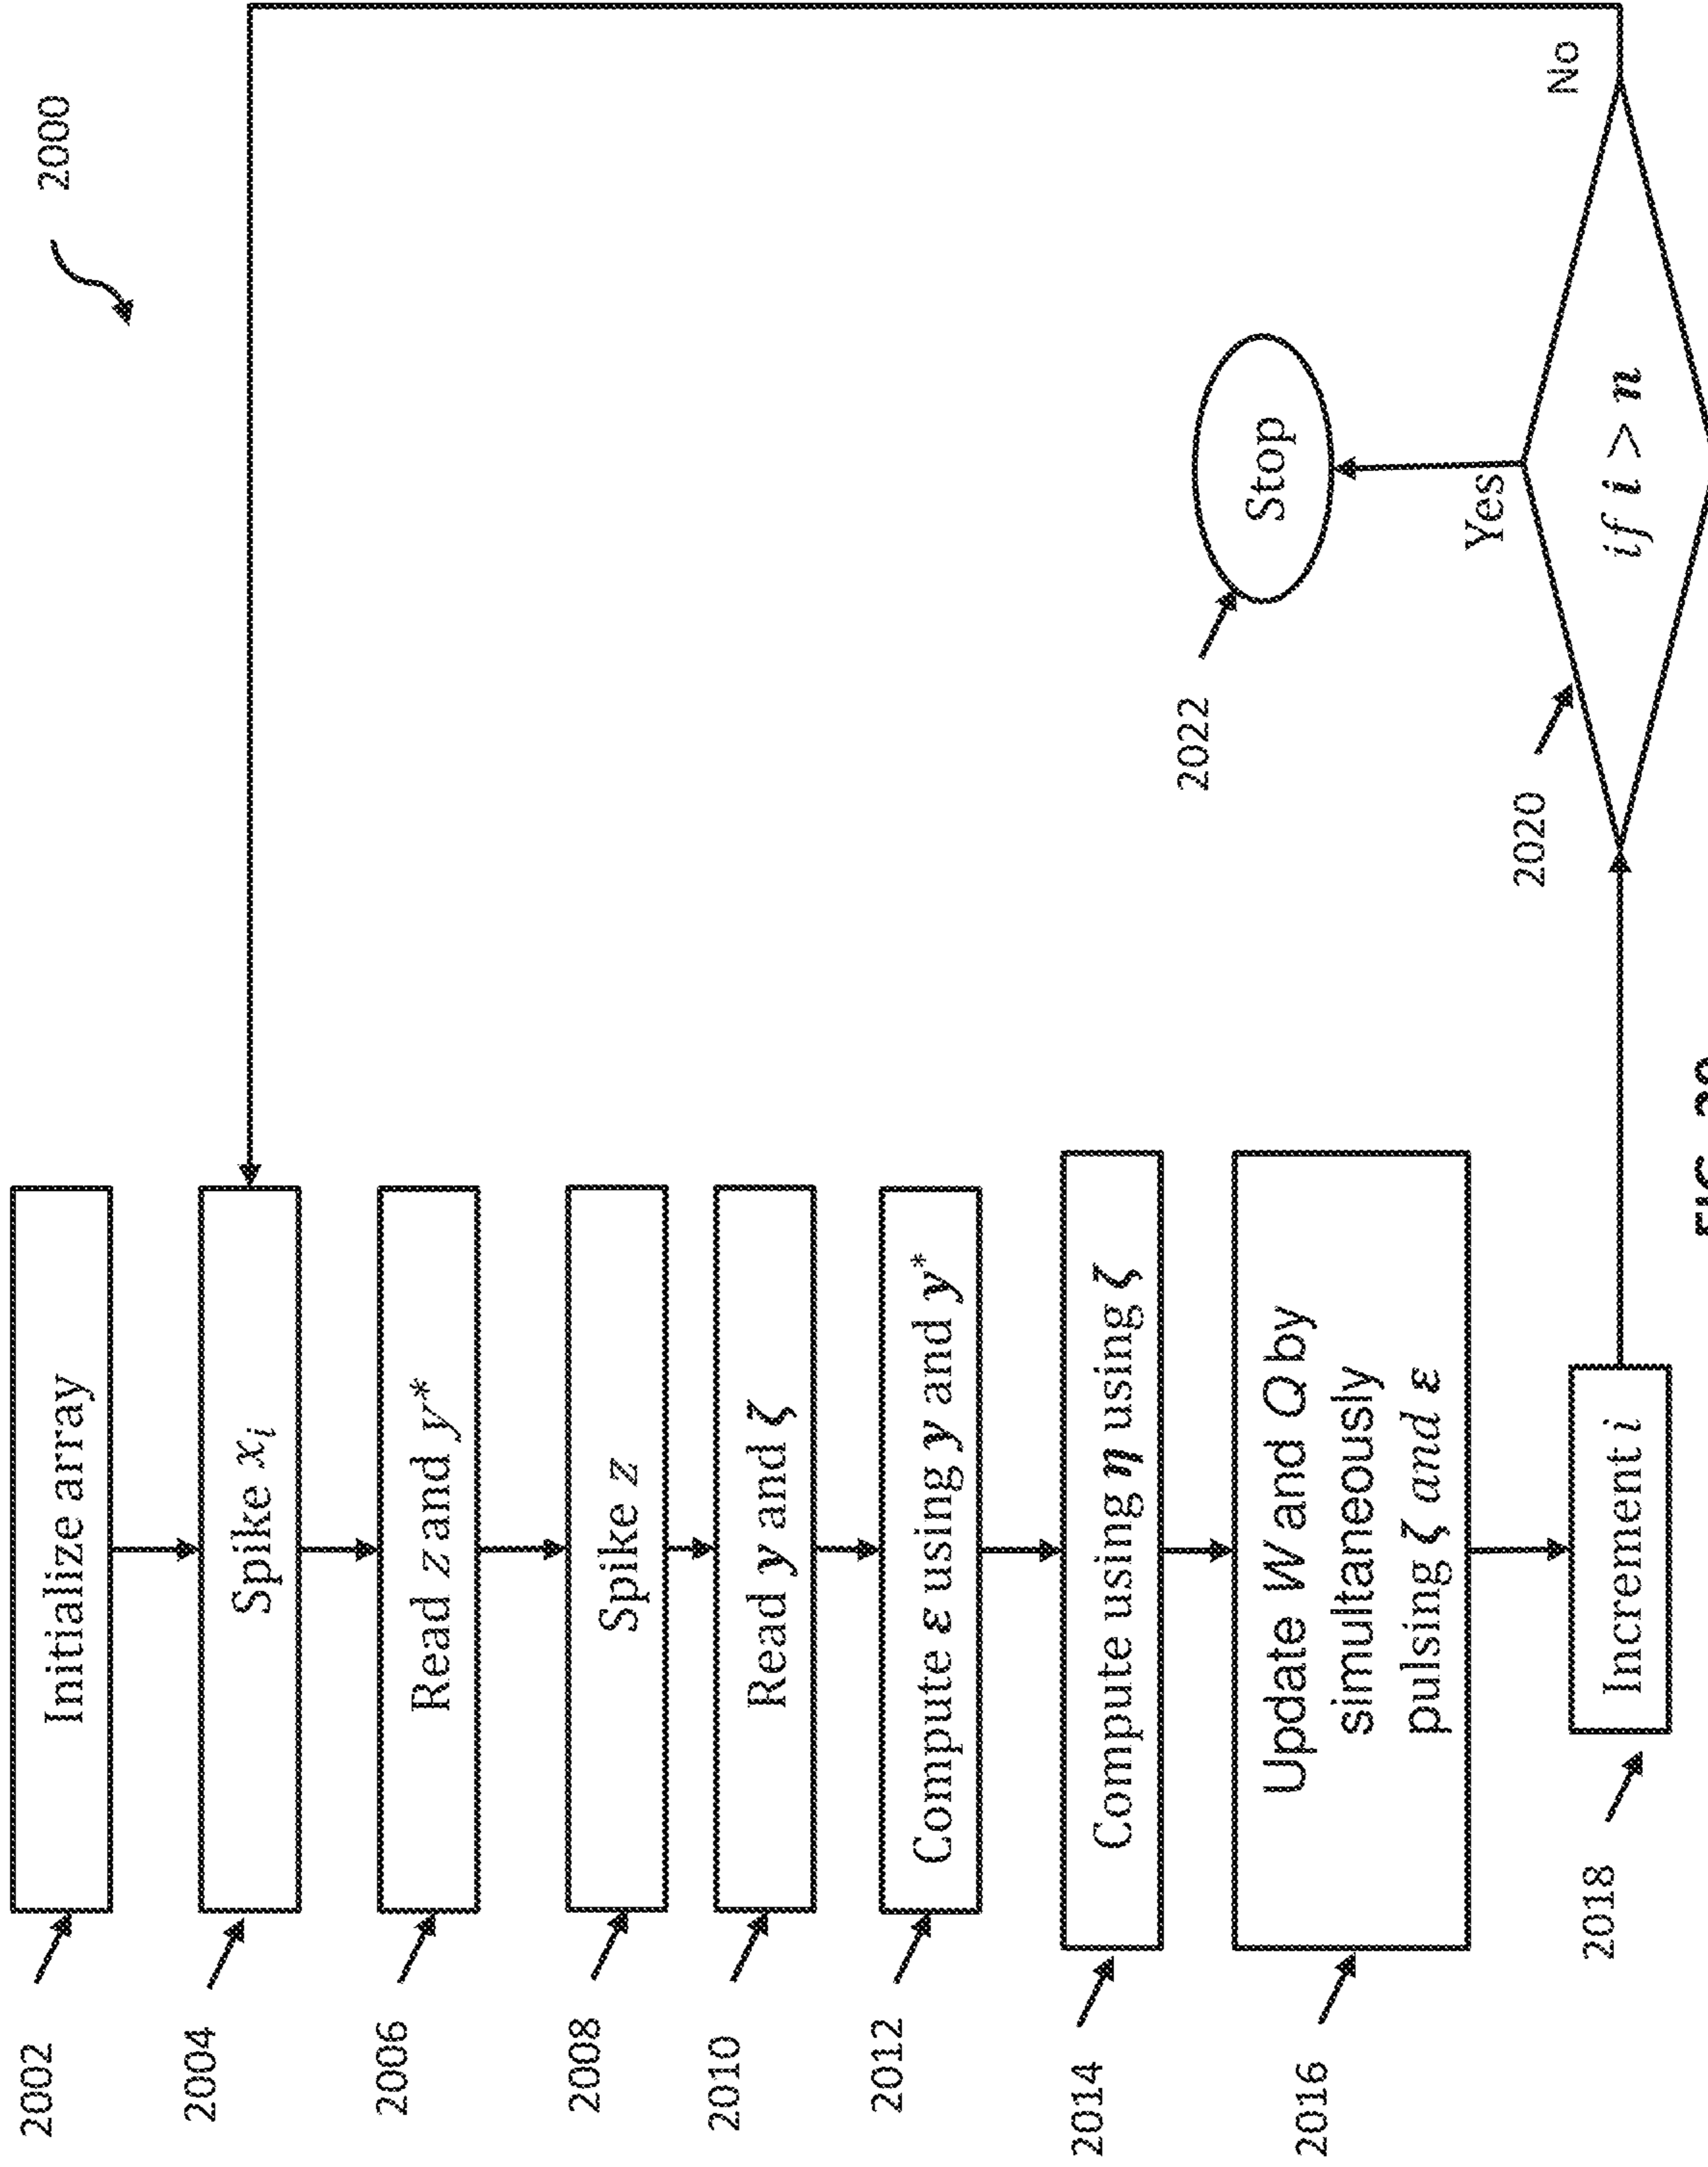 2000
2002
Initialize array
2004
Spike xᵢ
2006
Read z and y*
2008
Spike z
2010
Read y and ζ
2012
Compute ε using y and y*
2014
Compute using η using ζ
2016
Update W and Q by
simultaneously
pulsing ζ and ε
2018
Increment i
2020
if i > n
Yes
No
2022
Stop